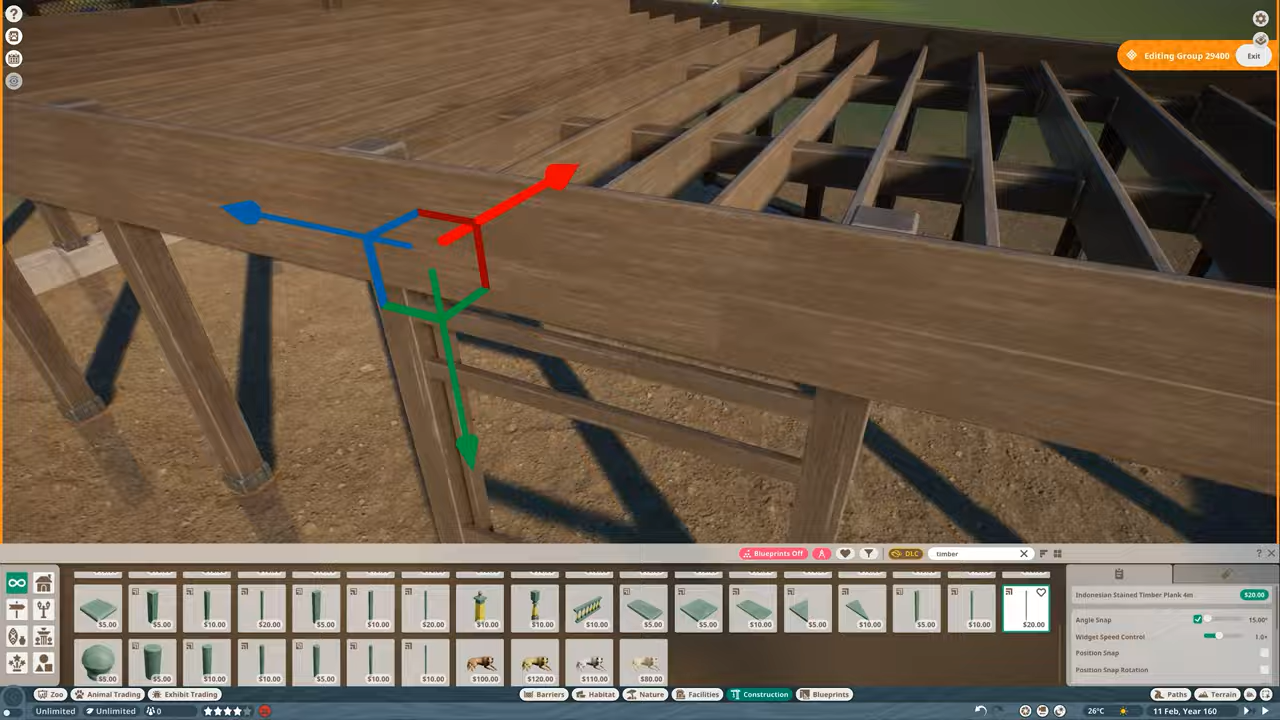 Editing Group 29400
Exit
Blueprints Off
DLC
timber
$5.00 $5.00 $10.00 $20.00 $5.00 $10.00 $20.00 $10.00 $10.00 $10.00 $5.00 $5.00 $10.00 $5.00 $10.00 $5.00 $10.00 $20.00
$5.00 $5.00 $10.00 $10.00 $5.00 $10.00 $10.00 $100.00 $120.00 $110.00 $80.00
Indonesian Stained Timber Plank 4m $20.00
Angle Snap 15.00°
Widget Speed Control 1.0×
Position Snap
Position Snap Rotation
Zoo Animal Trading Exhibit Trading Barriers Habitat Nature Facilities Construction Blueprints Paths Terrain
Unlimited Unlimited 0 26°C 11 Feb, Year 160